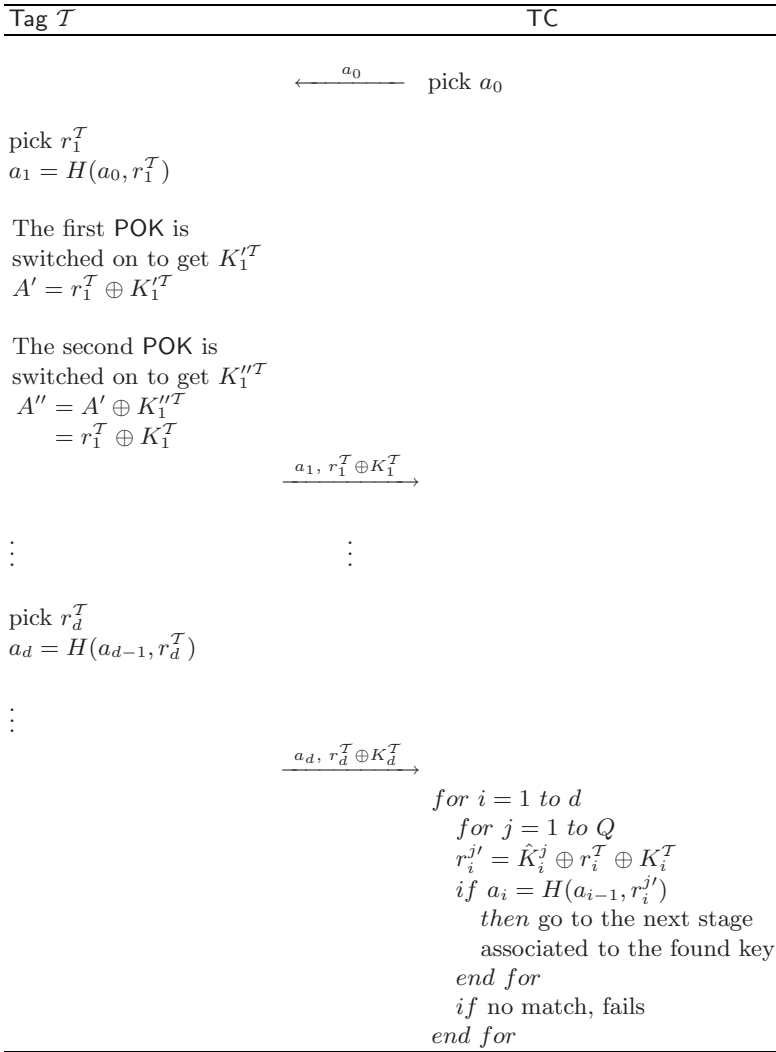 Tag 𝒯 TC
a₀
←—— pick a₀
pick r₁^𝒯
a₁ = H(a₀, r₁^𝒯)
The first POK is
switched on to get K′₁^𝒯
A′ = r₁^𝒯 ⊕ K′₁^𝒯
The second POK is
switched on to get K″₁^𝒯
A″ = A′ ⊕ K″₁^𝒯
= r₁^𝒯 ⊕ K₁^𝒯
a₁, r₁^𝒯 ⊕ K₁^𝒯
——→
⋮ ⋮
pick r_d^𝒯
a_d = H(a_{d−1}, r_d^𝒯)
⋮
a_d, r_d^𝒯 ⊕ K_d^𝒯
——→
for i = 1 to d
for j = 1 to Q
r_i^{j′} = K̂_i^j ⊕ r_i^𝒯 ⊕ K_i^𝒯
if a_i = H(a_{i−1}, r_i^{j′})
then go to the next stage
associated to the found key
end for
if no match, fails
end for